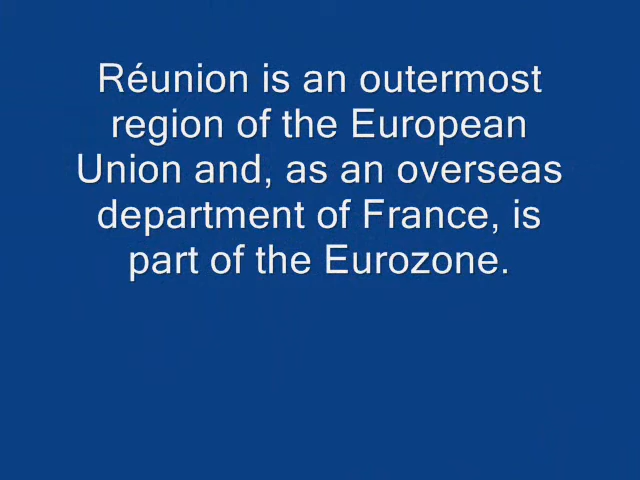 Réunion is an outermost
region of the European
Union and, as an overseas
department of France, is
part of the Eurozone.